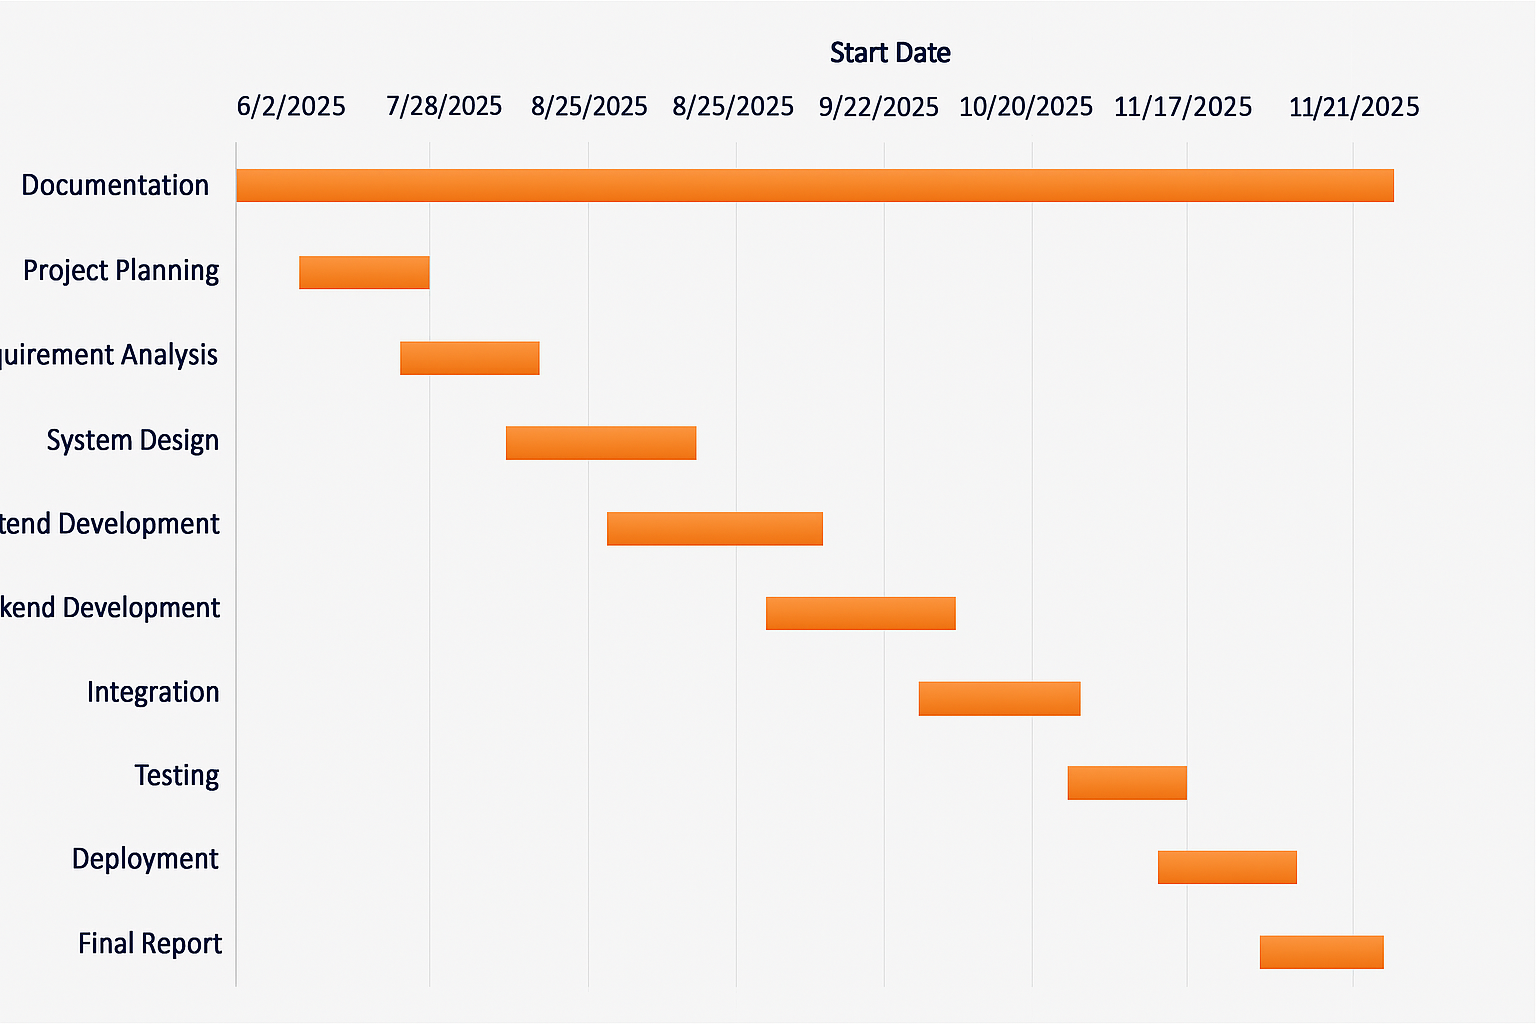 Start Date
6/2/2025 7/28/2025 8/25/2025 8/25/2025 9/22/2025 10/20/2025 11/17/2025 11/21/2025
Documentation
Project Planning
quirement Analysis
System Design
tend Development
kend Development
Integration
Testing
Deployment
Final Report